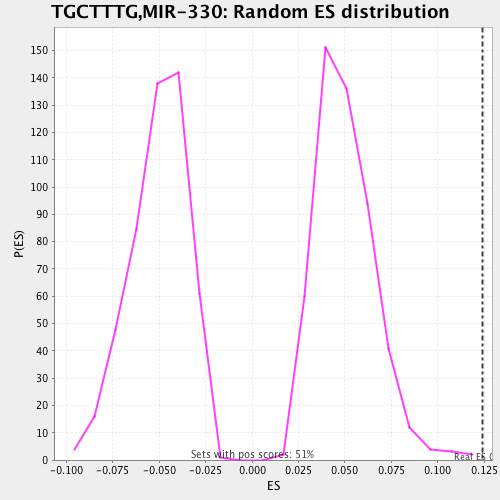 TGCTTTG,MIR-330: Random ES distribution
P(ES)
150
140
130
120
110
100
90
80
70
60
50
40
30
20
10
0
Sets with pos scores: 51%
Real ES 0
-0.100 -0.075 -0.050 -0.025 0.000 0.025 0.050 0.075 0.100 0.125
ES